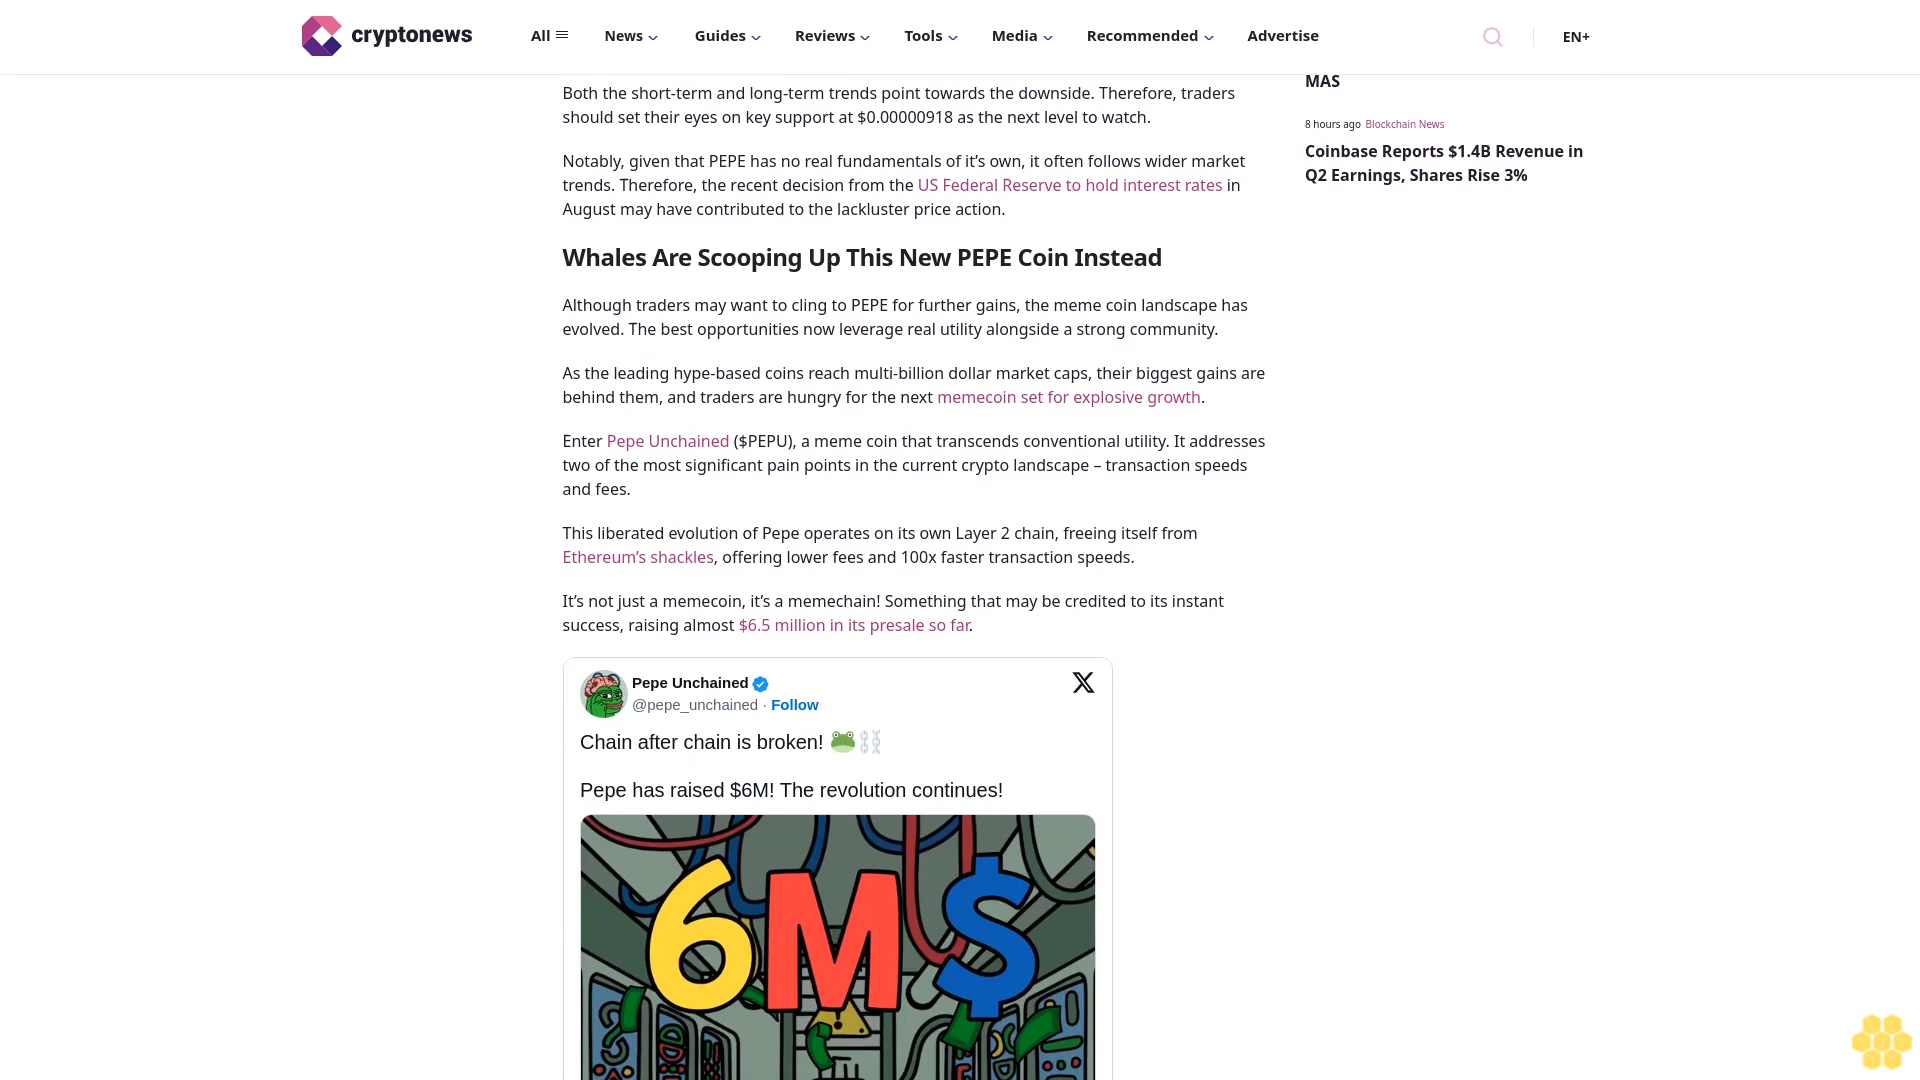 cryptonews
All
News
Guides
Reviews
Tools
Media
Recommended
Advertise
EN+
Both the short-term and long-term trends point towards the downside. Therefore, traders
should set their eyes on key support at $0.00000918 as the next level to watch.
Notably, given that PEPE has no real fundamentals of it’s own, it often follows wider market
trends. Therefore, the recent decision from the US Federal Reserve to hold interest rates in
August may have contributed to the lackluster price action.
Whales Are Scooping Up This New PEPE Coin Instead
Although traders may want to cling to PEPE for further gains, the meme coin landscape has
evolved. The best opportunities now leverage real utility alongside a strong community.
As the leading hype-based coins reach multi-billion dollar market caps, their biggest gains are
behind them, and traders are hungry for the next memecoin set for explosive growth.
Enter Pepe Unchained ($PEPU), a meme coin that transcends conventional utility. It addresses
two of the most significant pain points in the current crypto landscape – transaction speeds
and fees.
This liberated evolution of Pepe operates on its own Layer 2 chain, freeing itself from
Ethereum’s shackles, offering lower fees and 100x faster transaction speeds.
It’s not just a memecoin, it’s a memechain! Something that may be credited to its instant
success, raising almost $6.5 million in its presale so far.
Pepe Unchained
@pepe_unchained · Follow
Chain after chain is broken! 🐸⛓️
Pepe has raised $6M! The revolution continues!
6M$
MAS
8 hours ago Blockchain News
Coinbase Reports $1.4B Revenue in
Q2 Earnings, Shares Rise 3%